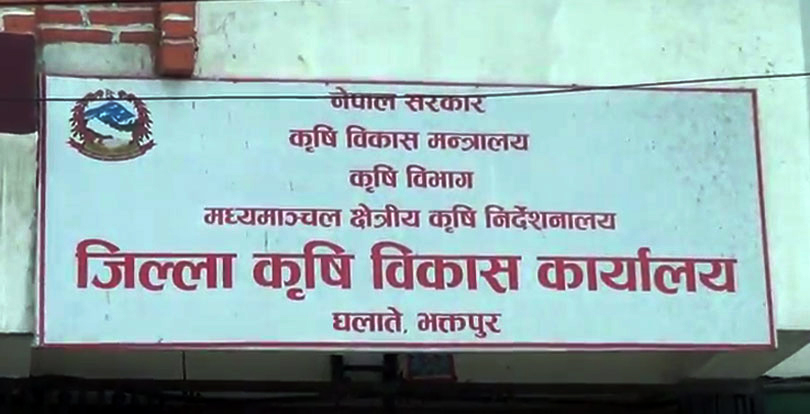 नेपाल सरकार
कृषि विकास मन्त्रालय
कृषि विभाग
मध्यमाञ्चल क्षेत्रीय कृषि निर्देशनालय
जिल्ला कृषि विकास कार्यालय
घलाते, भक्तपुर